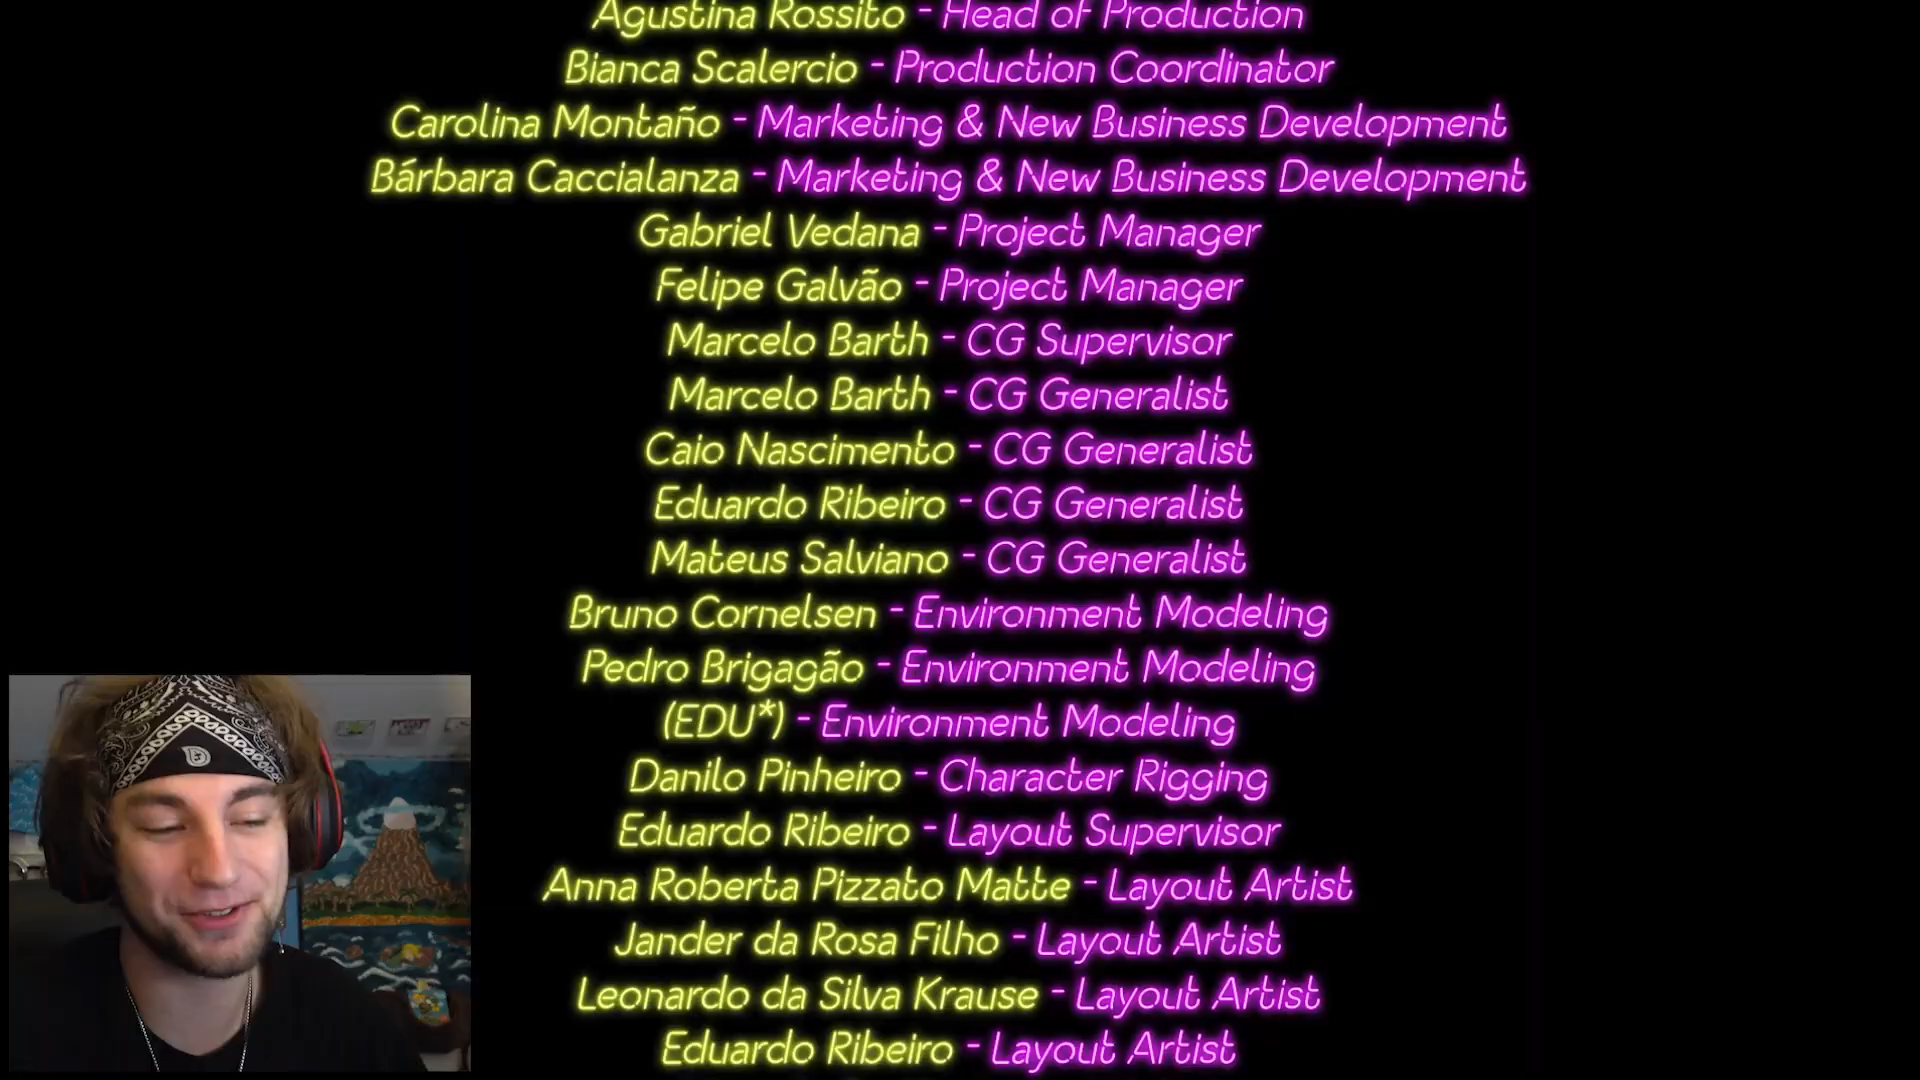 Agustina Rossito - Head of Production
Bianca Scalercio - Production Coordinator
Carolina Montaño - Marketing & New Business Development
Bárbara Caccialanza - Marketing & New Business Development
Gabriel Vedana - Project Manager
Felipe Galvão - Project Manager
Marcelo Barth - CG Supervisor
Marcelo Barth - CG Generalist
Caio Nascimento - CG Generalist
Eduardo Ribeiro - CG Generalist
Mateus Salviano - CG Generalist
Bruno Cornelsen - Environment Modeling
Pedro Brigagão - Environment Modeling
(EDU*) - Environment Modeling
Danilo Pinheiro - Character Rigging
Eduardo Ribeiro - Layout Supervisor
Anna Roberta Pizzato Matte - Layout Artist
Jander da Rosa Filho - Layout Artist
Leonardo da Silva Krause - Layout Artist
Eduardo Ribeiro - Layout Artist